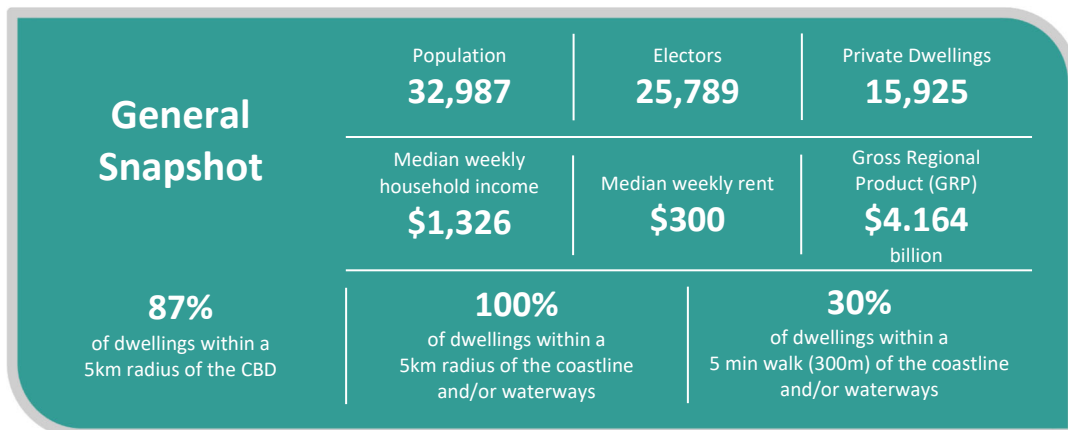 General
Snapshot
Population
32,987
Electors
25,789
Private Dwellings
15,925
Median weekly
household income
$1,326
Median weekly rent
$300
Gross Regional
Product (GRP)
$4.164
billion
87%
of dwellings within a
5km radius of the CBD
100%
of dwellings within a
5km radius of the coastline
and/or waterways
30%
of dwellings within a
5 min walk (300m) of the coastline
and/or waterways